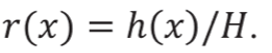 r(x) = h(x)/H.